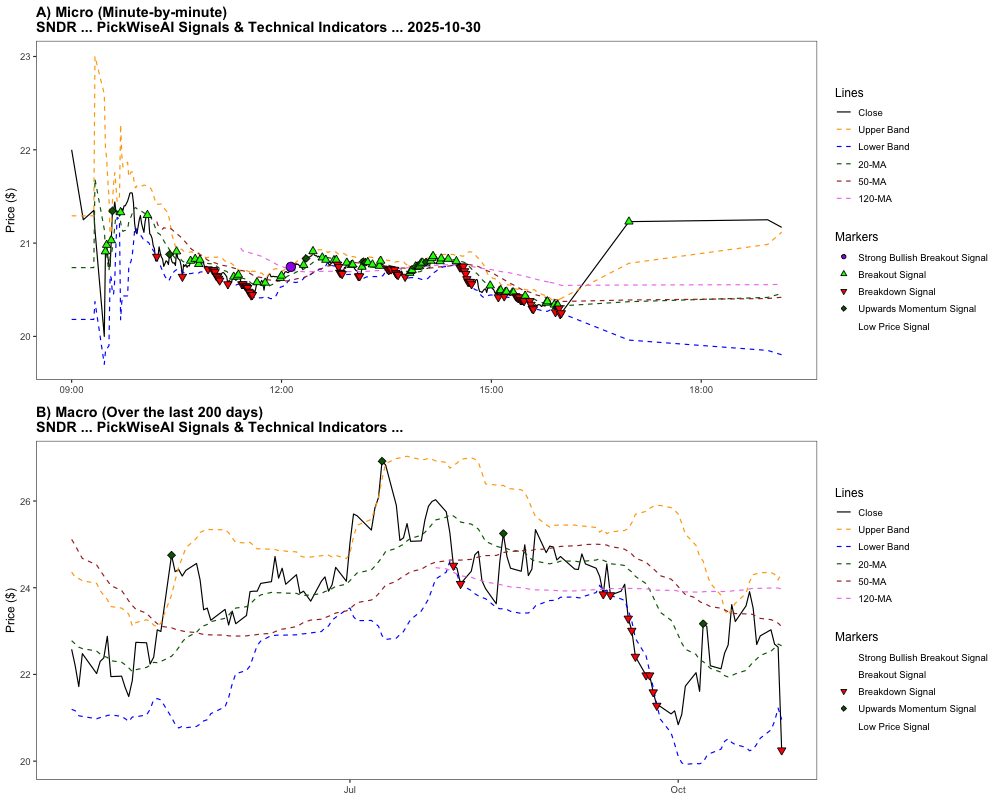 A) Micro (Minute-by-minute)
SNDR ... PickWiseAI Signals & Technical Indicators ... 2025-10-30
Price ($)
23
22
21
20
09:00
12:00
15:00
18:00
Lines
Close
Upper Band
Lower Band
20-MA
50-MA
120-MA
Markers
Strong Bullish Breakout Signal
Breakout Signal
Breakdown Signal
Upwards Momentum Signal
Low Price Signal
B) Macro (Over the last 200 days)
SNDR ... PickWiseAI Signals & Technical Indicators ...
Price ($)
26
24
22
20
Jul
Oct
Lines
Close
Upper Band
Lower Band
20-MA
50-MA
120-MA
Markers
Strong Bullish Breakout Signal
Breakout Signal
Breakdown Signal
Upwards Momentum Signal
Low Price Signal